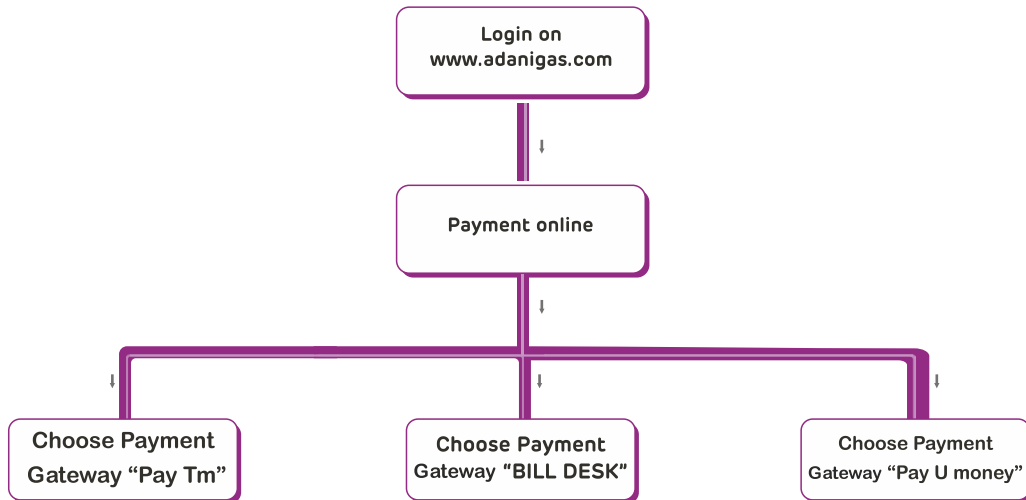 Login on
www.adanigas.com
Payment online
Choose Payment
Gateway “Pay Tm”
Choose Payment
Gateway “BILL DESK”
Choose Payment
Gateway “Pay U money”